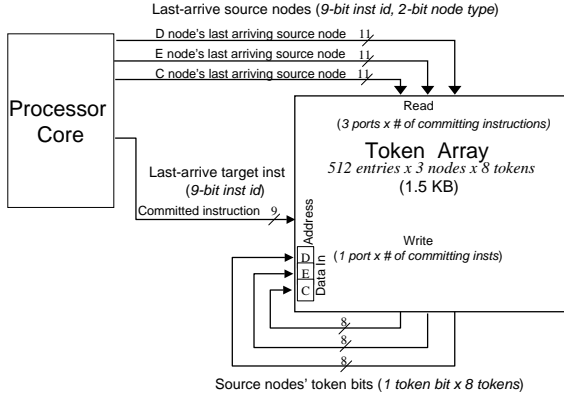 Last-arrive source nodes (9-bit inst id, 2-bit node type)
D node's last arriving source node 11
E node's last arriving source node 11
C node's last arriving source node 11
Processor
Core
Read
(3 ports x # of committing instructions)
Token Array
512 entries x 3 nodes x 8 tokens
(1.5 KB)
Last-arrive target inst
(9-bit inst id)
Committed instruction 9
Address
Write
(1 port x # of committing insts)
D
E
C
Data In
8
8
8
Source nodes' token bits (1 token bit x 8 tokens)